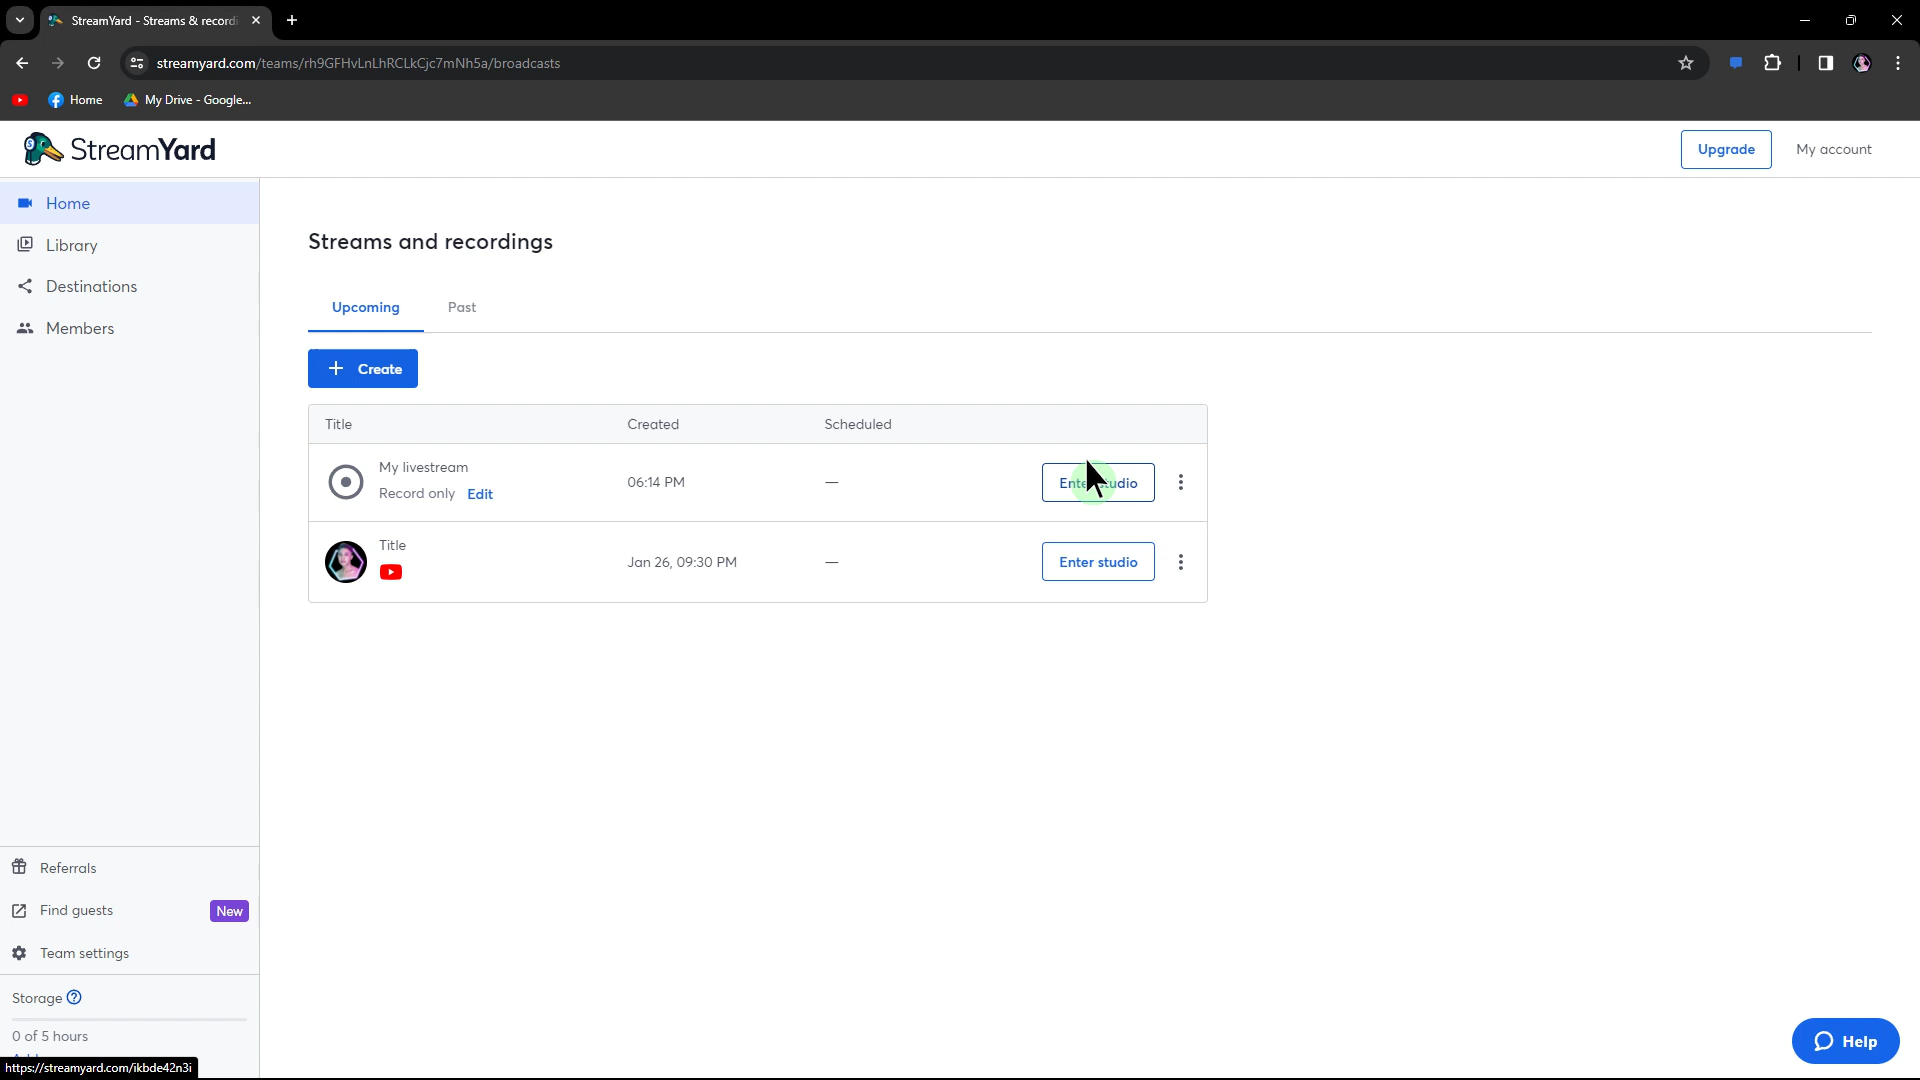 StreamYard - Streams & recordi
streamyard.com/teams/rh9GFHvLnLhRCLkCjc7mNh5a/broadcasts
Home
My Drive - Google...
StreamYard
Upgrade
My account
Home
Library
Destinations
Members
Streams and recordings
Upcoming
Past
+ Create
Title
Created
Scheduled
My livestream
Record only Edit
06:14 PM
—
Title
Jan 26, 09:30 PM
—
Enter studio
Referrals
Find guests
New
Team settings
Storage
0 of 5 hours
https://streamyard.com/ikbde42n3i
Help